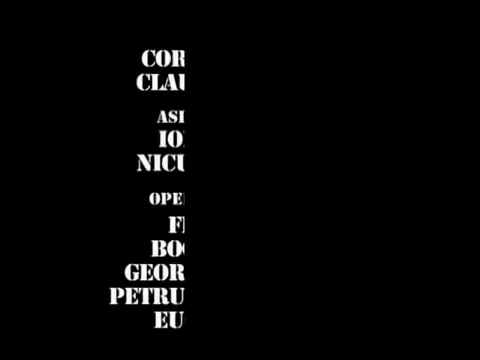 COR
CLAU
ASI
IO
NICU
OPE
F
BO
GEOR
PETRU
EU